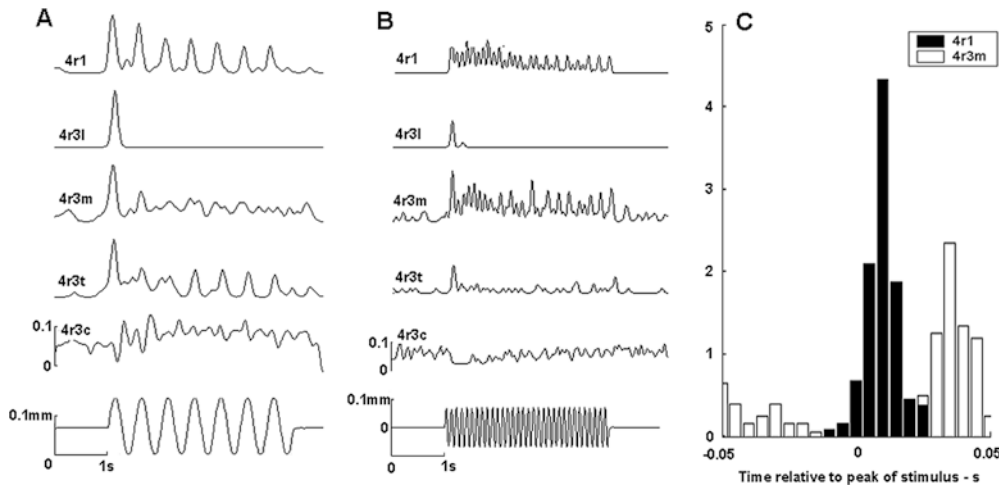 A
4r1
4r3l
4r3m
4r3t
4r3c
0.1
0
0.1mm
0
1s
B
4r1
4r3l
4r3m
4r3t
4r3c
0.1
0
0.1mm
0
0
1s
C
5
4
3
2
1
0
4r1
4r3m
-0.05
0
0.05
Time relative to peak of stimulus - s